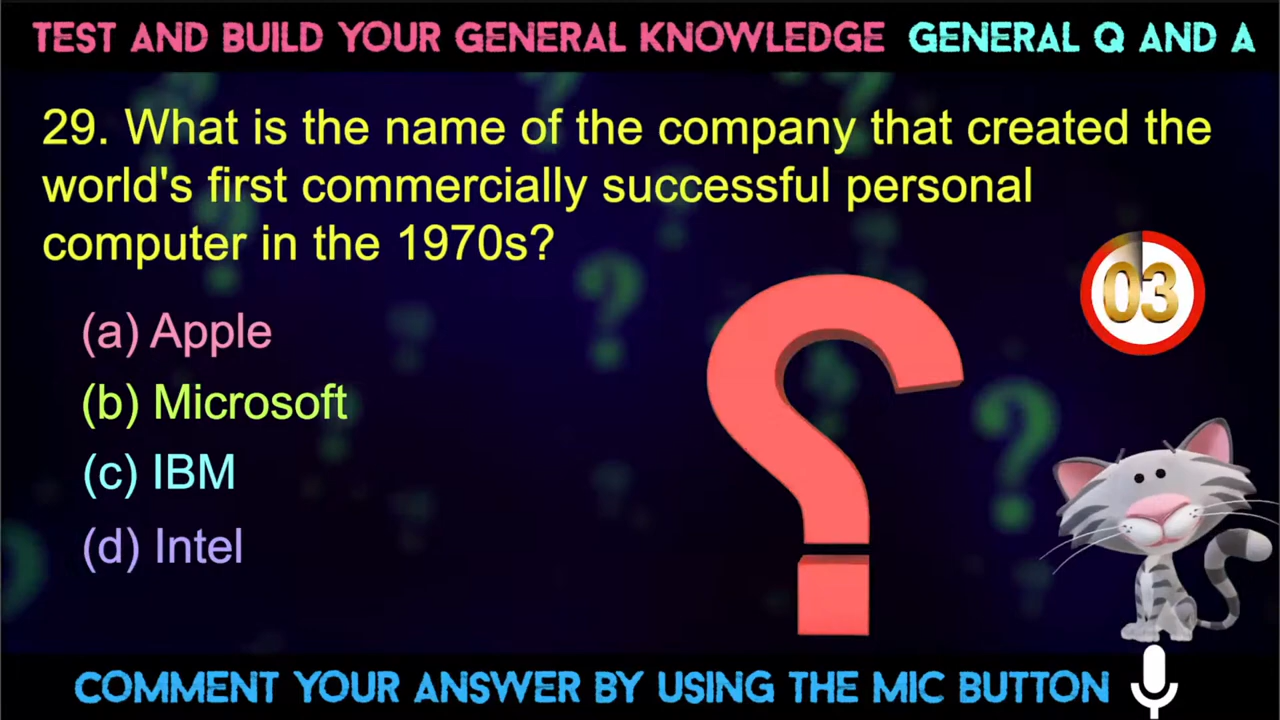 TEST AND BUILD YOUR GENERAL KNOWLEDGE GENERAL Q AND A
29. What is the name of the company that created the
world's first commercially successful personal
computer in the 1970s?
03
(a) Apple
(b) Microsoft
(c) IBM
(d) Intel
COMMENT YOUR ANSWER BY USING THE MIC BUTTON